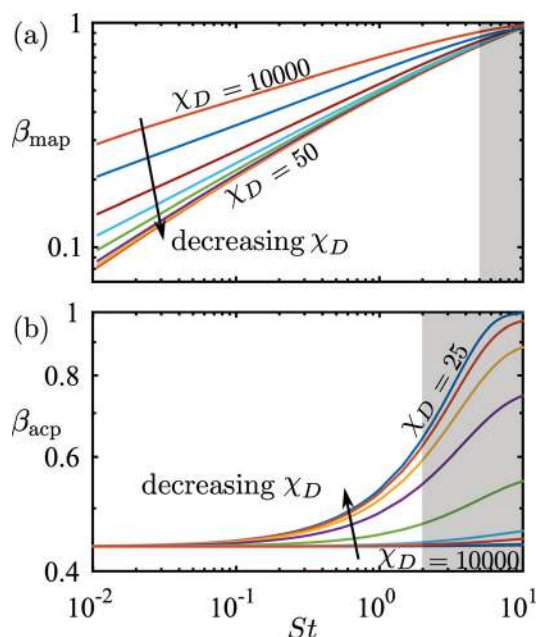 (a)
1
χ_D = 10000
β_map
χ_D = 50
0.1
decreasing χ_D
(b)
1
χ_D = 25
0.8
β_acp
0.6
decreasing χ_D
χ_D = 10000
0.4
10^-2 10^-1 10^0 10^1
St